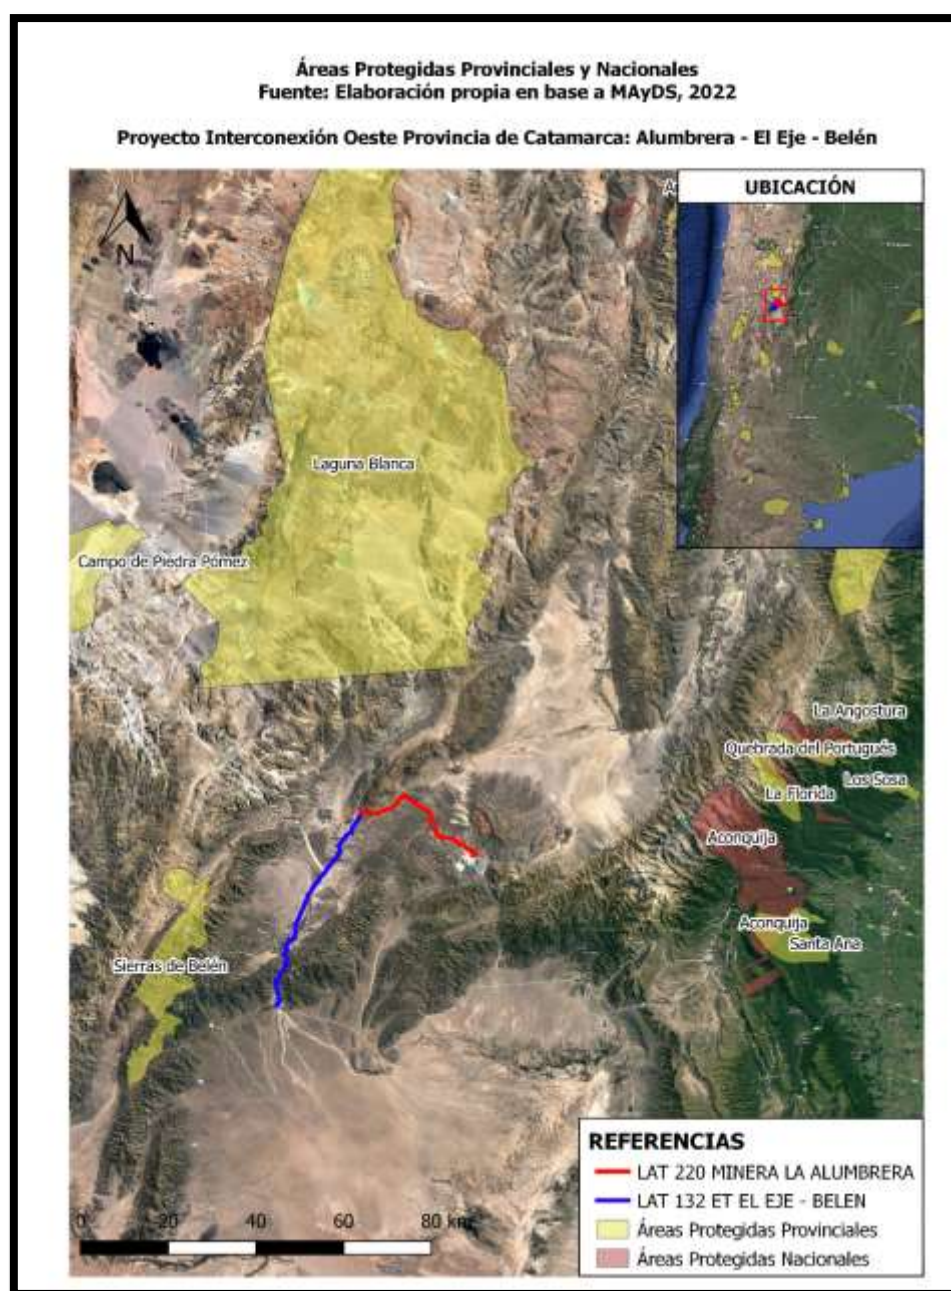 Áreas Protegidas Provinciales y Nacionales
Fuente: Elaboración propia en base a MAyDS, 2022
Proyecto Interconexión Oeste Provincia de Catamarca: Alumbrera - El Eje - Belén
UBICACIÓN
N
Laguna Blanca
Campo de Piedra Pómez
La Angostura
Quebrada del Portugués
Los Sosa
La Florida
Aconquija
Aconquija
Santa Ana
Sierras de Belén
REFERENCIAS
LAT 220 MINERA LA ALUMBRERA
LAT 132 ET EL EJE - BELEN
Áreas Protegidas Provinciales
Áreas Protegidas Nacionales
0 20 40 60 80 km